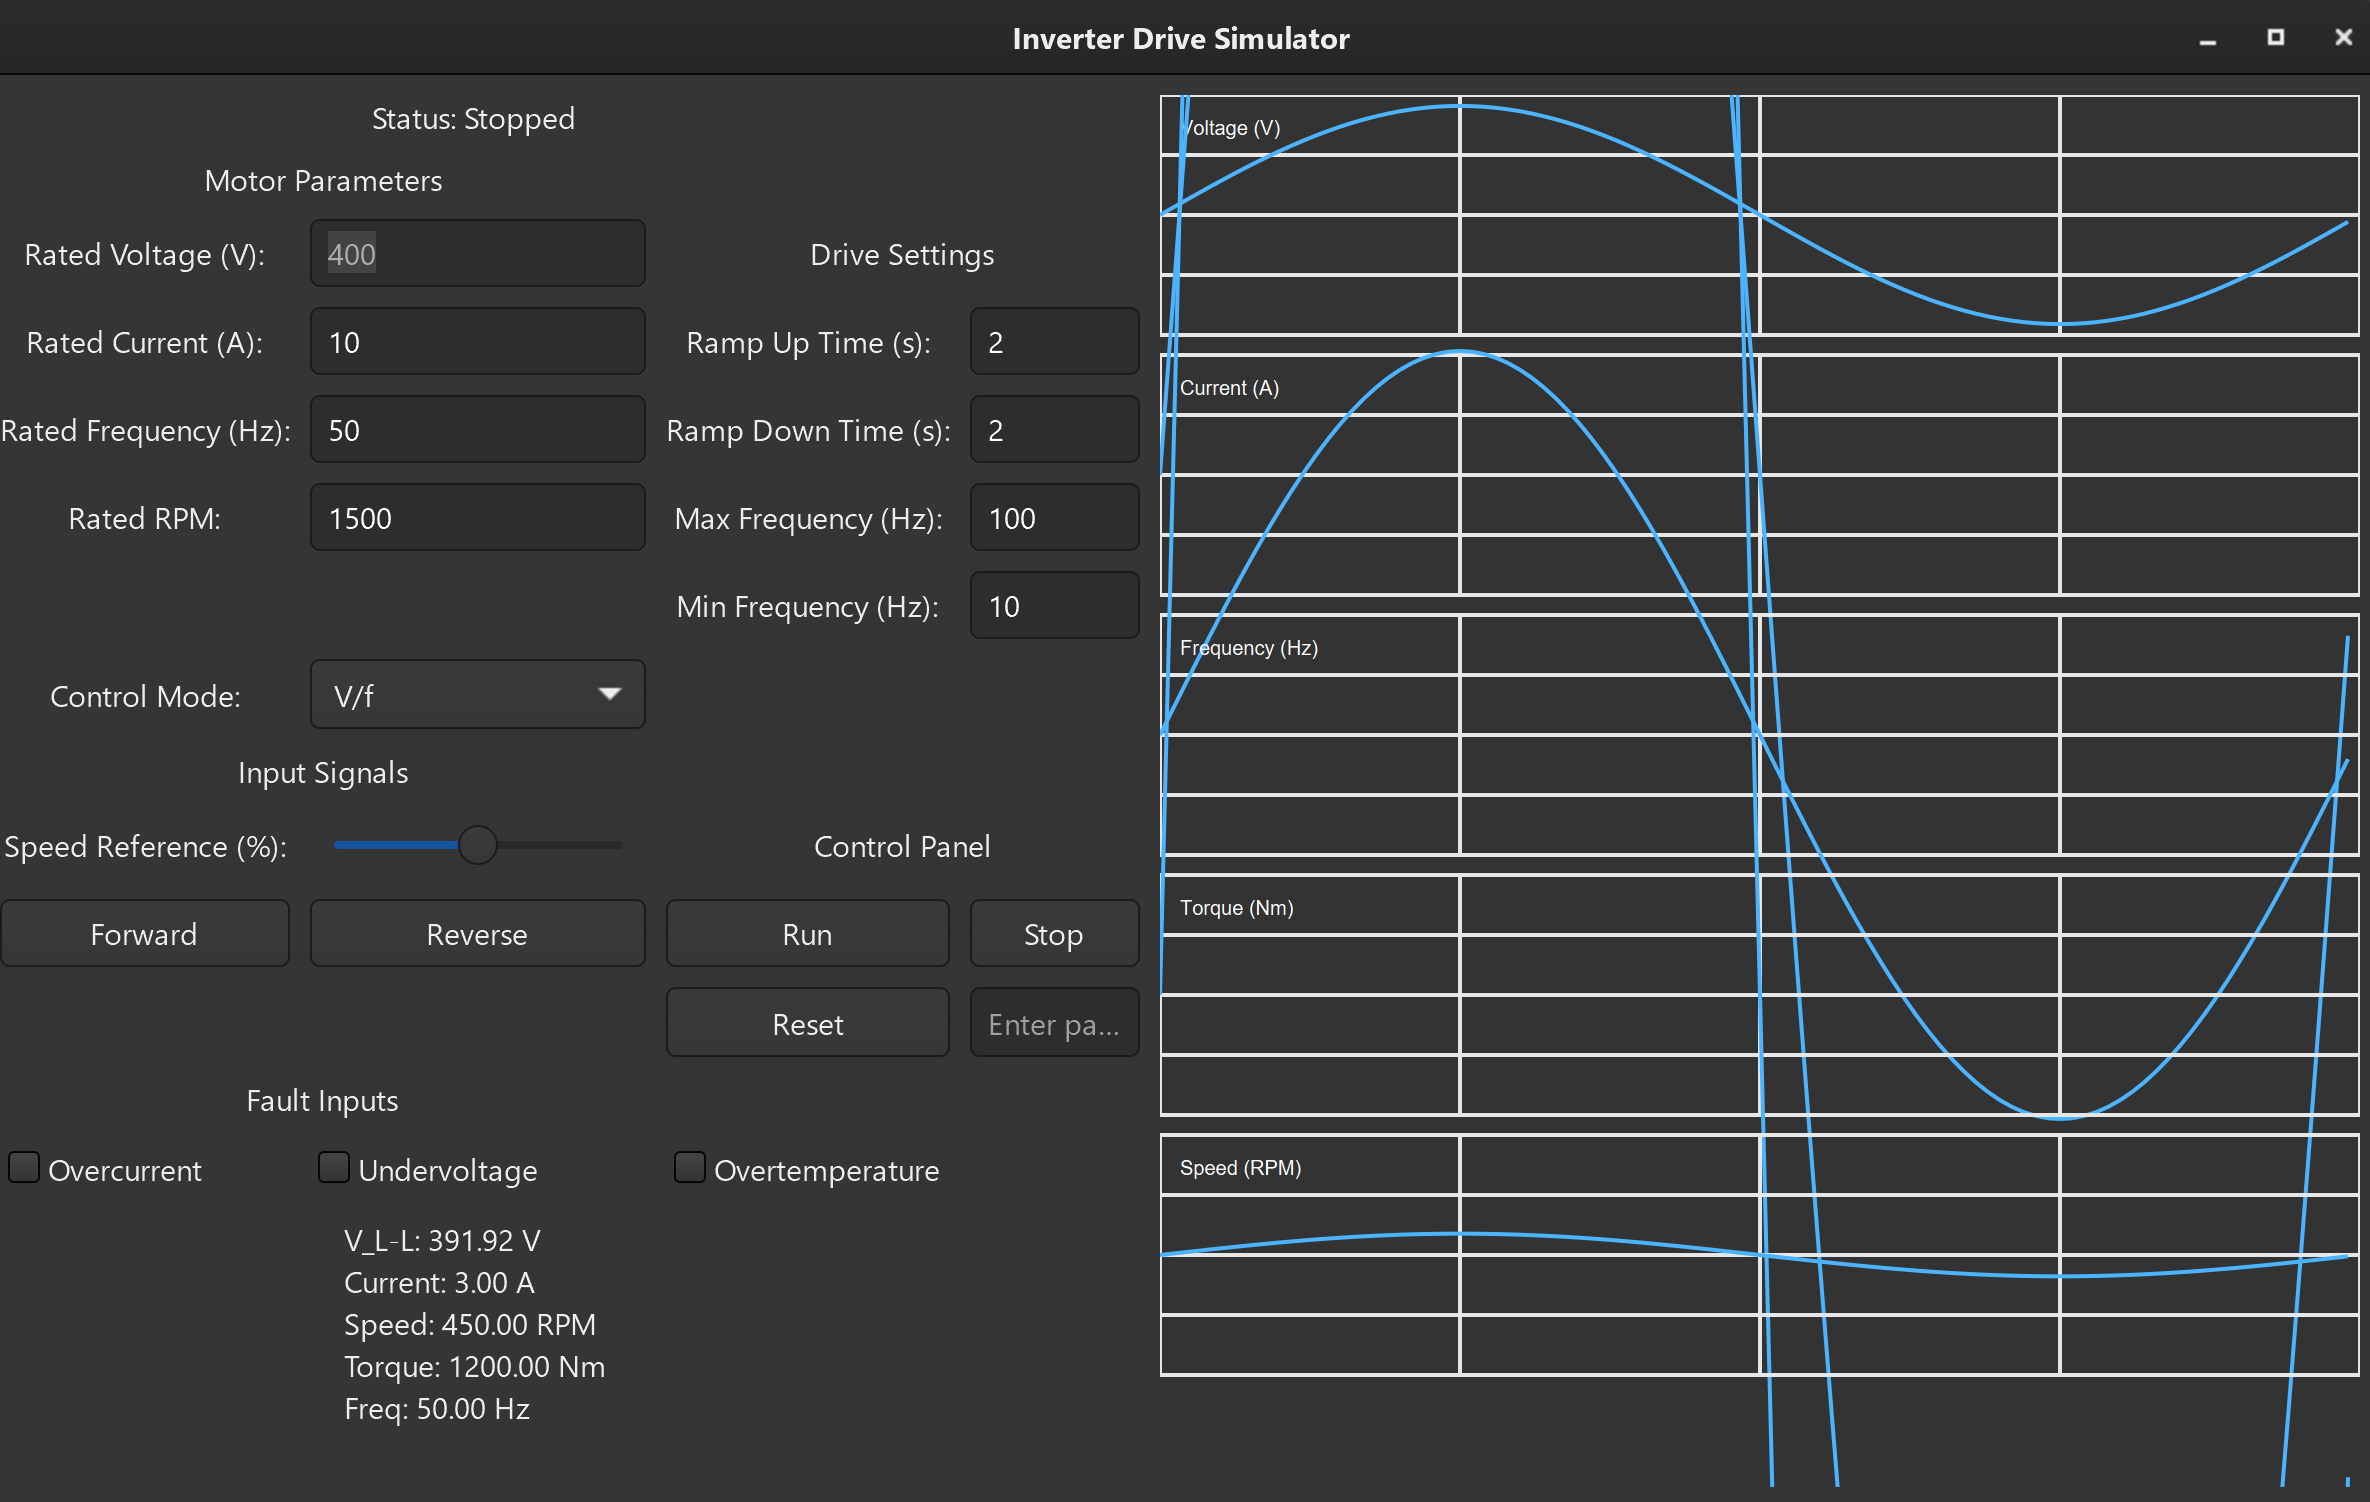 Inverter Drive Simulator
Status: Stopped
Motor Parameters
Rated Voltage (V): 400
Drive Settings
Rated Current (A): 10
Ramp Up Time (s): 2
Rated Frequency (Hz): 50
Ramp Down Time (s): 2
Rated RPM: 1500
Max Frequency (Hz): 100
Min Frequency (Hz): 10
Control Mode: V/f
Input Signals
Speed Reference (%):
Control Panel
Forward
Reverse
Run
Stop
Reset
Enter pa...
Fault Inputs
Overcurrent
Undervoltage
Overtemperature
V_L-L: 391.92 V
Current: 3.00 A
Speed: 450.00 RPM
Torque: 1200.00 Nm
Freq: 50.00 Hz
Voltage (V)
Current (A)
Frequency (Hz)
Torque (Nm)
Speed (RPM)